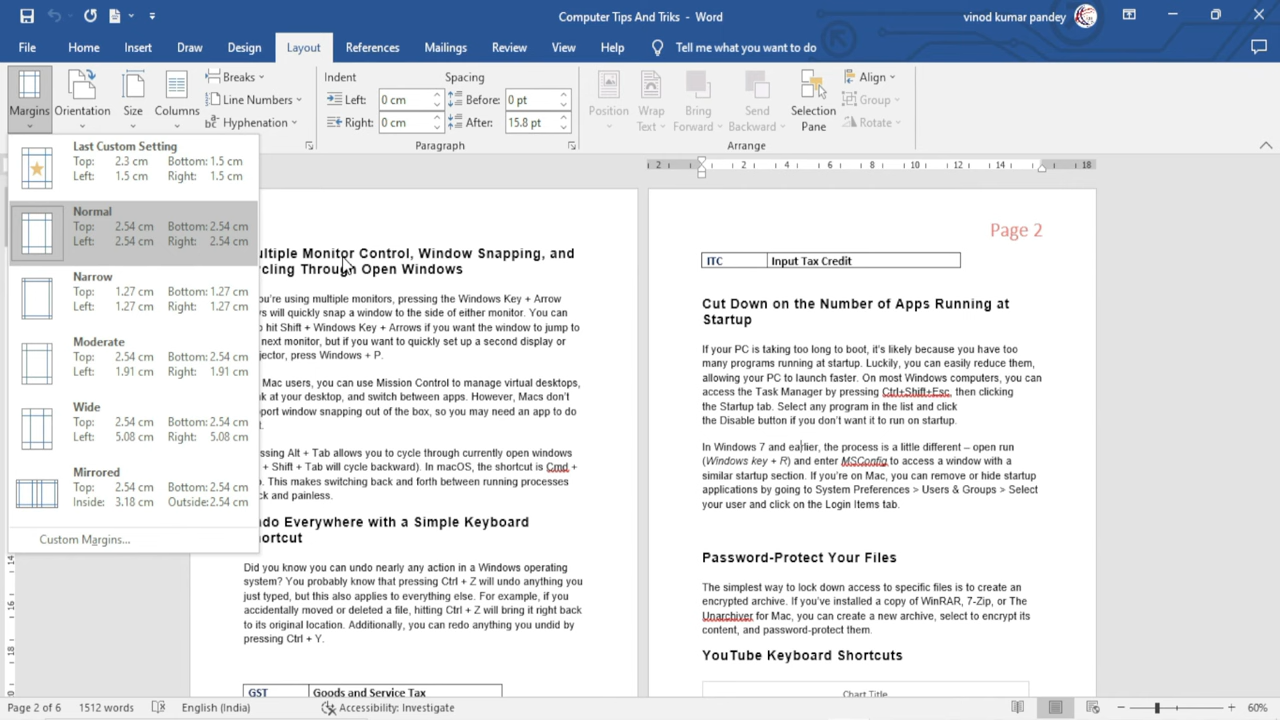 Computer Tips And Triks - Word
vinod kumar pandey
File Home Insert Draw Design Layout References Mailings Review View Help Tell me what you want to do
Margins
Orientation
Size
Columns
Breaks
Line Numbers
Hyphenation
Indent
Left: 0 cm
Right: 0 cm
Spacing
Before: 0 pt
After: 15.8 pt
Paragraph
Position
Wrap
Text
Bring
Forward
Send
Backward
Selection
Pane
Align
Group
Rotate
Arrange
Last Custom Setting
Top: 2.3 cm Bottom: 1.5 cm
Left: 1.5 cm Right: 1.5 cm
Normal
Top: 2.54 cm Bottom: 2.54 cm
Left: 2.54 cm Right: 2.54 cm
Narrow
Top: 1.27 cm Bottom: 1.27 cm
Left: 1.27 cm Right: 1.27 cm
Moderate
Top: 2.54 cm Bottom: 2.54 cm
Left: 1.91 cm Right: 1.91 cm
Wide
Top: 2.54 cm Bottom: 2.54 cm
Left: 5.08 cm Right: 5.08 cm
Mirrored
Top: 2.54 cm Bottom: 2.54 cm
Inside: 3.18 cm Outside: 2.54 cm
Custom Margins...
2 2 4 6 8 10 12 14 18
14
16
18
Monitor Control, Window Snapping, and
Through Open Windows
using multiple monitors, pressing the Windows Key + Arrow
will quickly snap a window to the side of either monitor. You can
hit Shift + Windows Key + Arrows if you want the window to jump to
next monitor, but if you want to quickly set up a second display or
press Windows + P.
Mac users, you can use Mission Control to manage virtual desktops,
at your desktop, and switch between apps. However, Macs don't
window snapping out of the box, so you may need an app to do
Alt + Tab allows you to cycle through currently open windows
+ Shift + Tab will cycle backward). In macOS, the shortcut is Cmd +
This makes switching back and forth between running processes
and painless.
Everywhere with a Simple Keyboard
Did you know you can undo nearly any action in a Windows operating
system? You probably know that pressing Ctrl + Z will undo anything you
just typed, but this also applies to everything else. For example, if you
accidentally moved or deleted a file, hitting Ctrl + Z will bring it right back
to its original location. Additionally, you can redo anything you undid by
pressing Ctrl + Y.
GST Goods and Service Tax
Page 2
ITC Input Tax Credit
Cut Down on the Number of Apps Running at
Startup
If your PC is taking too long to boot, it's likely because you have too
many programs running at startup. Luckily, you can easily reduce them,
allowing your PC to launch faster. On most Windows computers, you can
access the Task Manager by pressing Ctrl+Shift+Esc, then clicking
the Startup tab. Select any program in the list and click
the Disable button if you don't want it to run on startup.
In Windows 7 and earlier, the process is a little different – open run
(Windows key + R) and enter MSConfig to access a window with a
similar startup section. If you're on Mac, you can remove or hide startup
applications by going to System Preferences > Users & Groups > Select
your user and click on the Login Items tab.
Password-Protect Your Files
The simplest way to lock down access to specific files is to create an
encrypted archive. If you've installed a copy of WinRAR, 7-Zip, or The
Unarchiver for Mac, you can create a new archive, select to encrypt its
content, and password-protect them.
YouTube Keyboard Shortcuts
Chart Title
Page 2 of 6 1512 words English (India) Accessibility: Investigate 60%